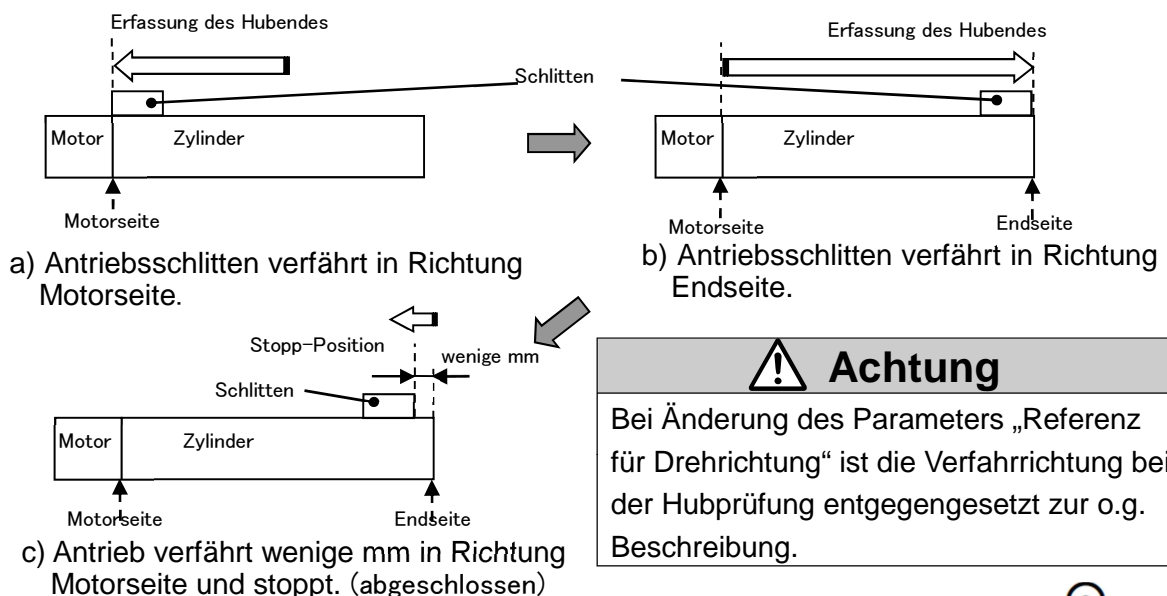 Erfassung des Hubendes
Schlitten
Motor
Zylinder
Motorseite
a) Antriebsschlitten verfährt in Richtung
Motorseite.
Erfassung des Hubendes
Motor
Zylinder
Motorseite
Endseite
b) Antriebsschlitten verfährt in Richtung
Endseite.
Stopp-Position
wenige mm
Schlitten
Motor
Zylinder
Motorseite
Endseite
c) Antrieb verfährt wenige mm in Richtung
Motorseite und stoppt. (abgeschlossen)
Achtung
Bei Änderung des Parameters „Referenz
für Drehrichtung“ ist die Verfahrrichtung bei
der Hubprüfung entgegengesetzt zur o.g.
Beschreibung.